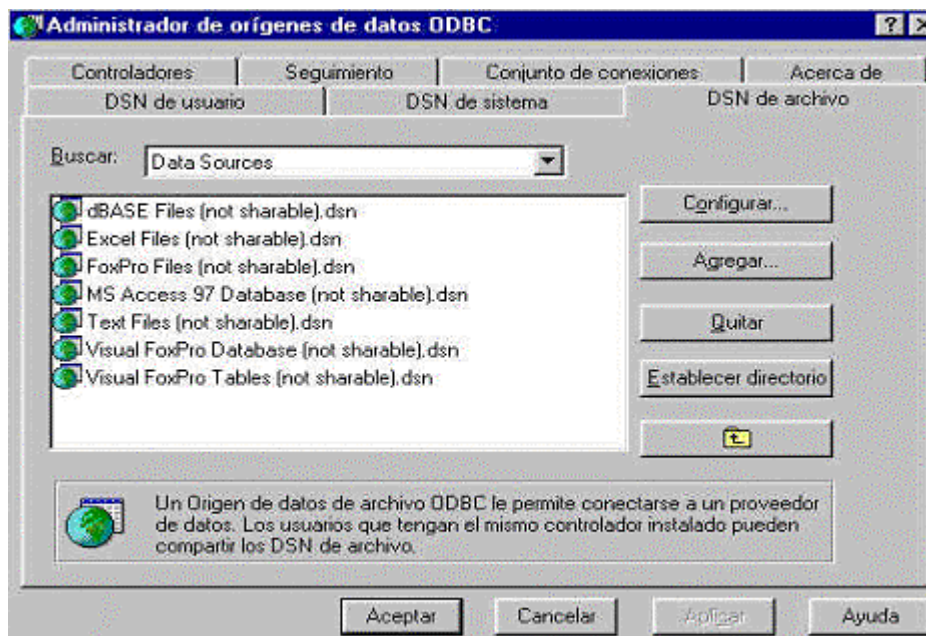 Administrador de orígenes de datos ODBC
Controladores
Seguimiento
Conjunto de conexiones
Acerca de
DSN de usuario
DSN de sistema
DSN de archivo
Buscar:
Data Sources
dBASE Files (not sharable).dsn
Excel Files (not sharable).dsn
FoxPro Files (not sharable).dsn
MS Access 97 Database (not sharable).dsn
Text Files (not sharable).dsn
Visual FoxPro Database (not sharable).dsn
Visual FoxPro Tables (not sharable).dsn
Configurar...
Agregar...
Quitar
Establecer directorio
Un Origen de datos de archivo ODBC le permite conectarse a un proveedor
de datos. Los usuarios que tengan el mismo controlador instalado pueden
compartir los DSN de archivo.
Aceptar
Cancelar
Aplicar
Ayuda